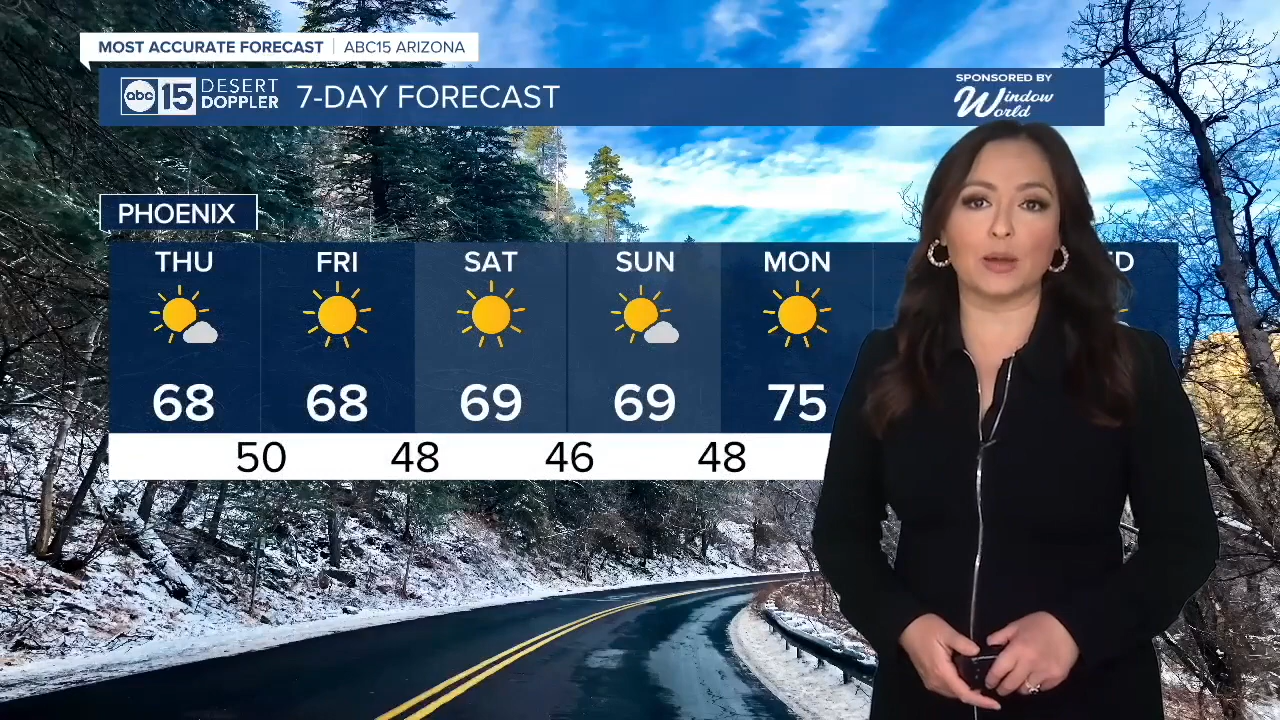 MOST ACCURATE FORECAST | ABC15 ARIZONA
abc 15 DESERT DOPPLER 7-DAY FORECAST
SPONSORED BY
Window World
PHOENIX
THU FRI SAT SUN MON
68 68 69 69 75
50 48 46 48